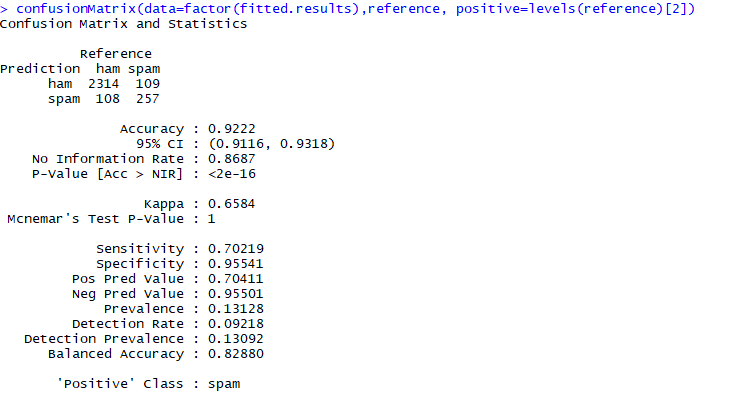 > confusionMatrix(data=factor(fitted.results),reference, positive=levels(reference)[2])
Confusion Matrix and Statistics
Reference
Prediction ham spam
ham 2314 109
spam 108 257
Accuracy : 0.9222
95% CI : (0.9116, 0.9318)
No Information Rate : 0.8687
P-Value [Acc > NIR] : <2e-16
Kappa : 0.6584
Mcnemar's Test P-Value : 1
Sensitivity : 0.70219
Specificity : 0.95541
Pos Pred Value : 0.70411
Neg Pred Value : 0.95501
Prevalence : 0.13128
Detection Rate : 0.09218
Detection Prevalence : 0.13092
Balanced Accuracy : 0.82880
'Positive' Class : spam